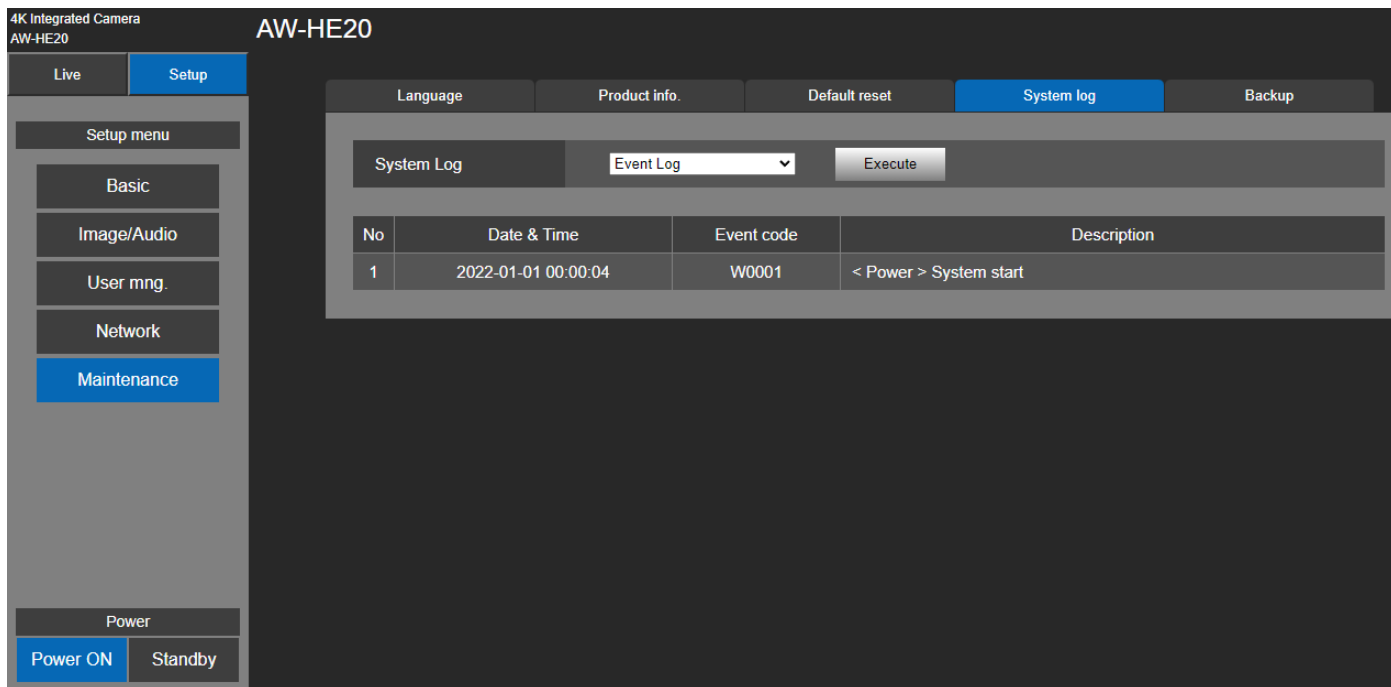 4K Integrated Camera
AW-HE20
AW-HE20
Live Setup
Language Product info. Default reset System log Backup
Setup menu
System Log Event Log Execute
Basic
Image/Audio
No Date & Time Event code Description
1 2022-01-01 00:00:04 W0001 < Power > System start
User mng.
Network
Maintenance
Power
Power ON Standby